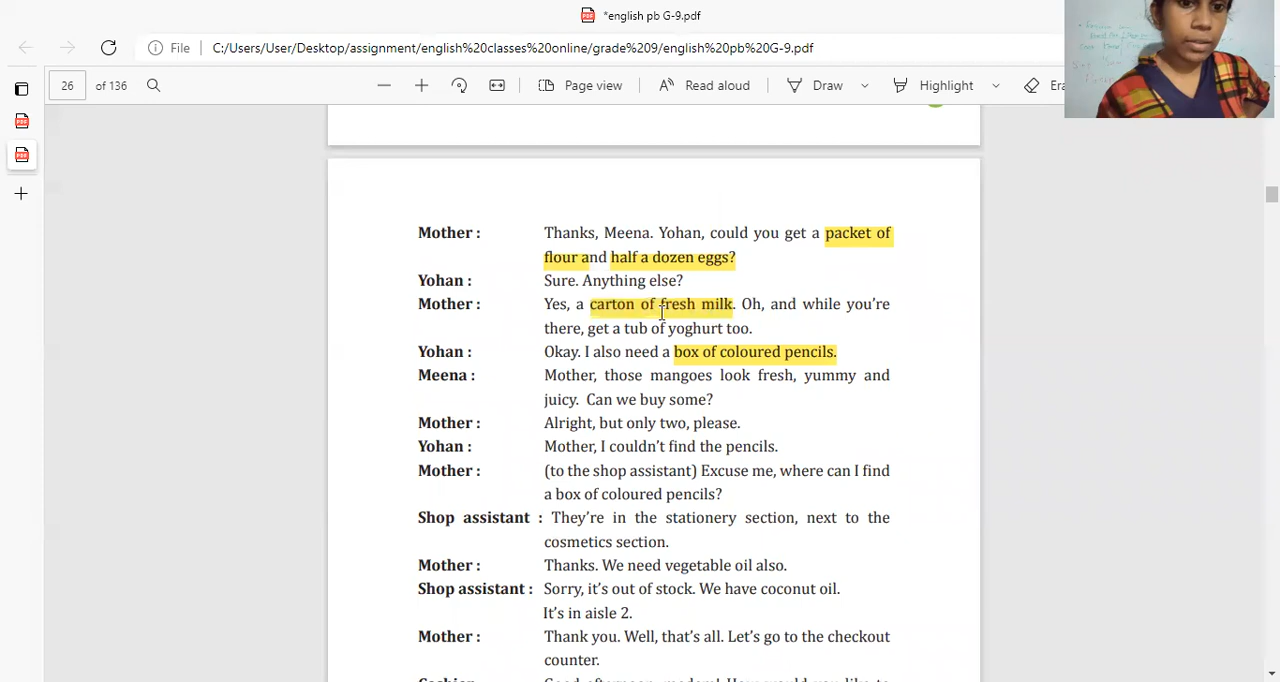 *english pb G-9.pdf
File C:/Users/User/Desktop/assignment/english%20classes%20online/grade%209/english%20pb%20G-9.pdf
26 of 136 Page view Read aloud Draw Highlight
Mother : Thanks, Meena. Yohan, could you get a packet of
flour and half a dozen eggs?
Yohan : Sure. Anything else?
Mother : Yes, a carton of fresh milk. Oh, and while you're
there, get a tub of yoghurt too.
Yohan : Okay. I also need a box of coloured pencils.
Meena : Mother, those mangoes look fresh, yummy and
juicy. Can we buy some?
Mother : Alright, but only two, please.
Yohan : Mother, I couldn't find the pencils.
Mother : (to the shop assistant) Excuse me, where can I find
a box of coloured pencils?
Shop assistant : They're in the stationery section, next to the
cosmetics section.
Mother : Thanks. We need vegetable oil also.
Shop assistant : Sorry, it's out of stock. We have coconut oil.
It's in aisle 2.
Mother : Thank you. Well, that's all. Let's go to the checkout
counter.